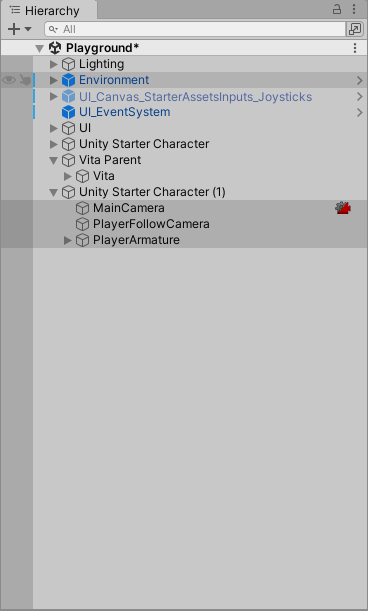 Hierarchy
All
Playground*
Lighting
Environment
UI_Canvas_StarterAssetsInputs_Joysticks
UI_EventSystem
UI
Unity Starter Character
Vita Parent
Vita
Unity Starter Character (1)
MainCamera
PlayerFollowCamera
PlayerArmature